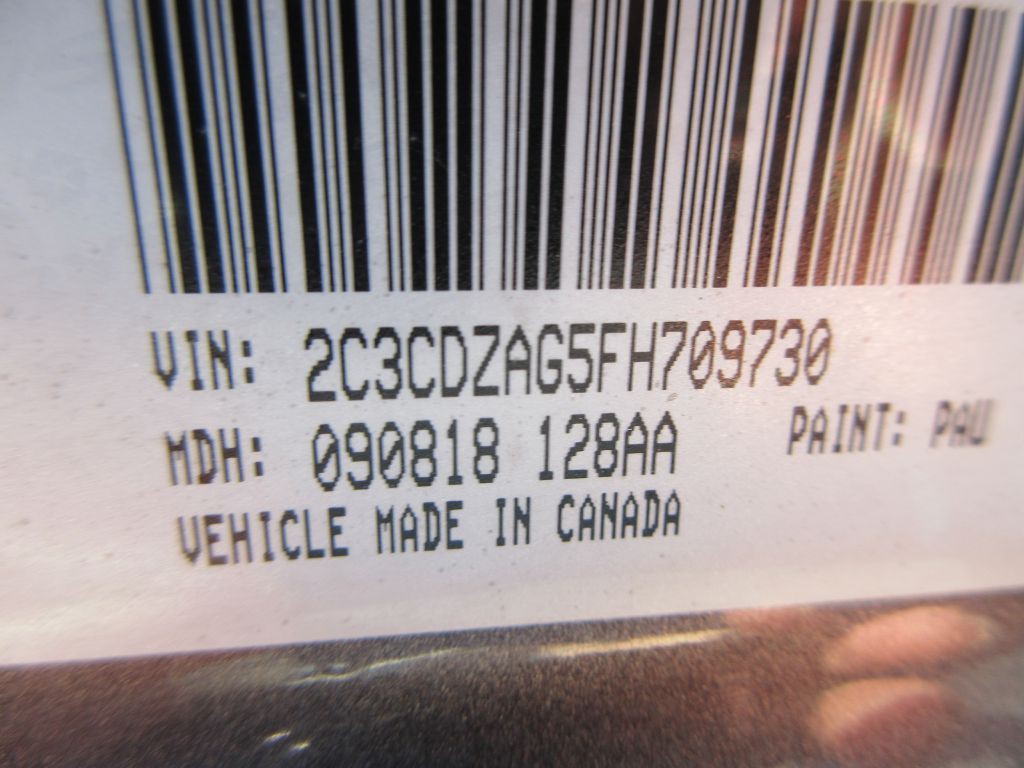 VIN: 2C3CDZAG5FH709730
MDH: 090818 128AA PAINT: PAU
VEHICLE MADE IN CANADA